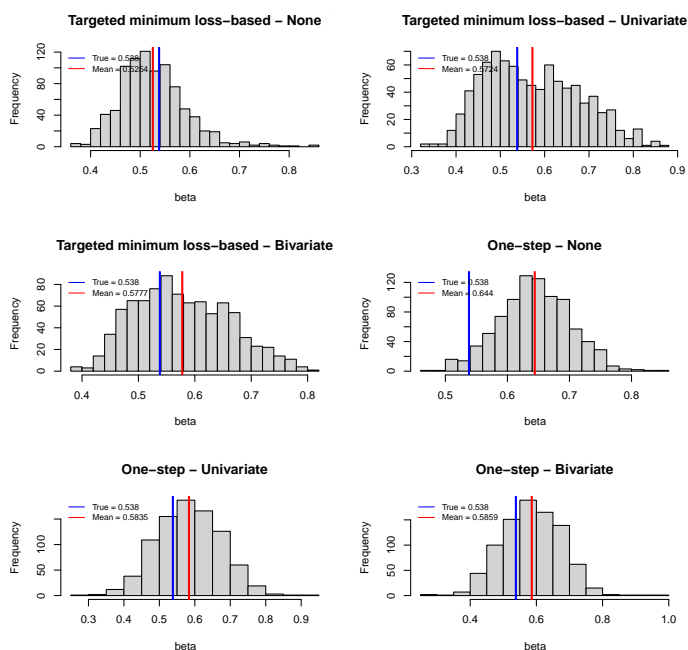 Targeted minimum loss−based − None
True = 0.538
Mean = 0.5254
Frequency
0 40 80 120
0.4 0.5 0.6 0.7 0.8
beta
Targeted minimum loss−based − Univariate
True = 0.538
Mean = 0.5724
Frequency
0 20 40 60
0.3 0.4 0.5 0.6 0.7 0.8 0.9
beta
Targeted minimum loss−based − Bivariate
True = 0.538
Mean = 0.5777
Frequency
0 20 40 60 80
0.4 0.5 0.6 0.7 0.8
beta
One−step − None
True = 0.538
Mean = 0.644
Frequency
0 40 80 120
0.5 0.6 0.7 0.8
beta
One−step − Univariate
True = 0.538
Mean = 0.5835
Frequency
0 50 100
0.3 0.4 0.5 0.6 0.7 0.8 0.9
beta
One−step − Bivariate
True = 0.538
Mean = 0.5859
Frequency
0 50 100
0.4 0.6 0.8 1.0
beta